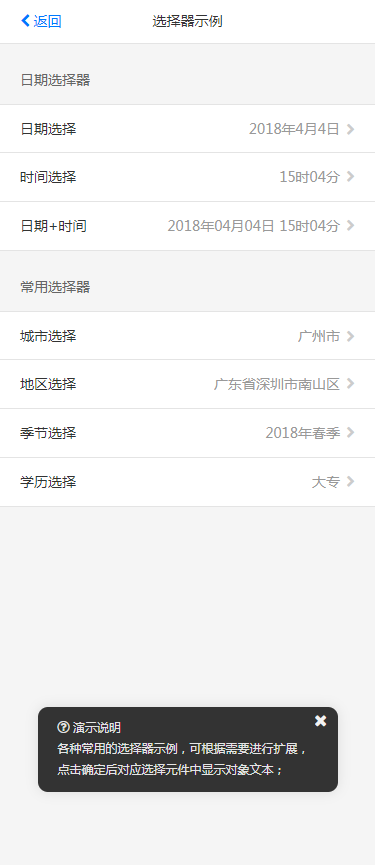 返回 选择器示例
日期选择器
日期选择 2018年4月4日
时间选择 15时04分
日期+时间 2018年04月04日 15时04分
常用选择器
城市选择 广州市
地区选择 广东省深圳市南山区
季节选择 2018年春季
学历选择 大专
演示说明
各种常用的选择器示例，可根据需要进行扩展，
点击确定后对应选择元件中显示对象文本；